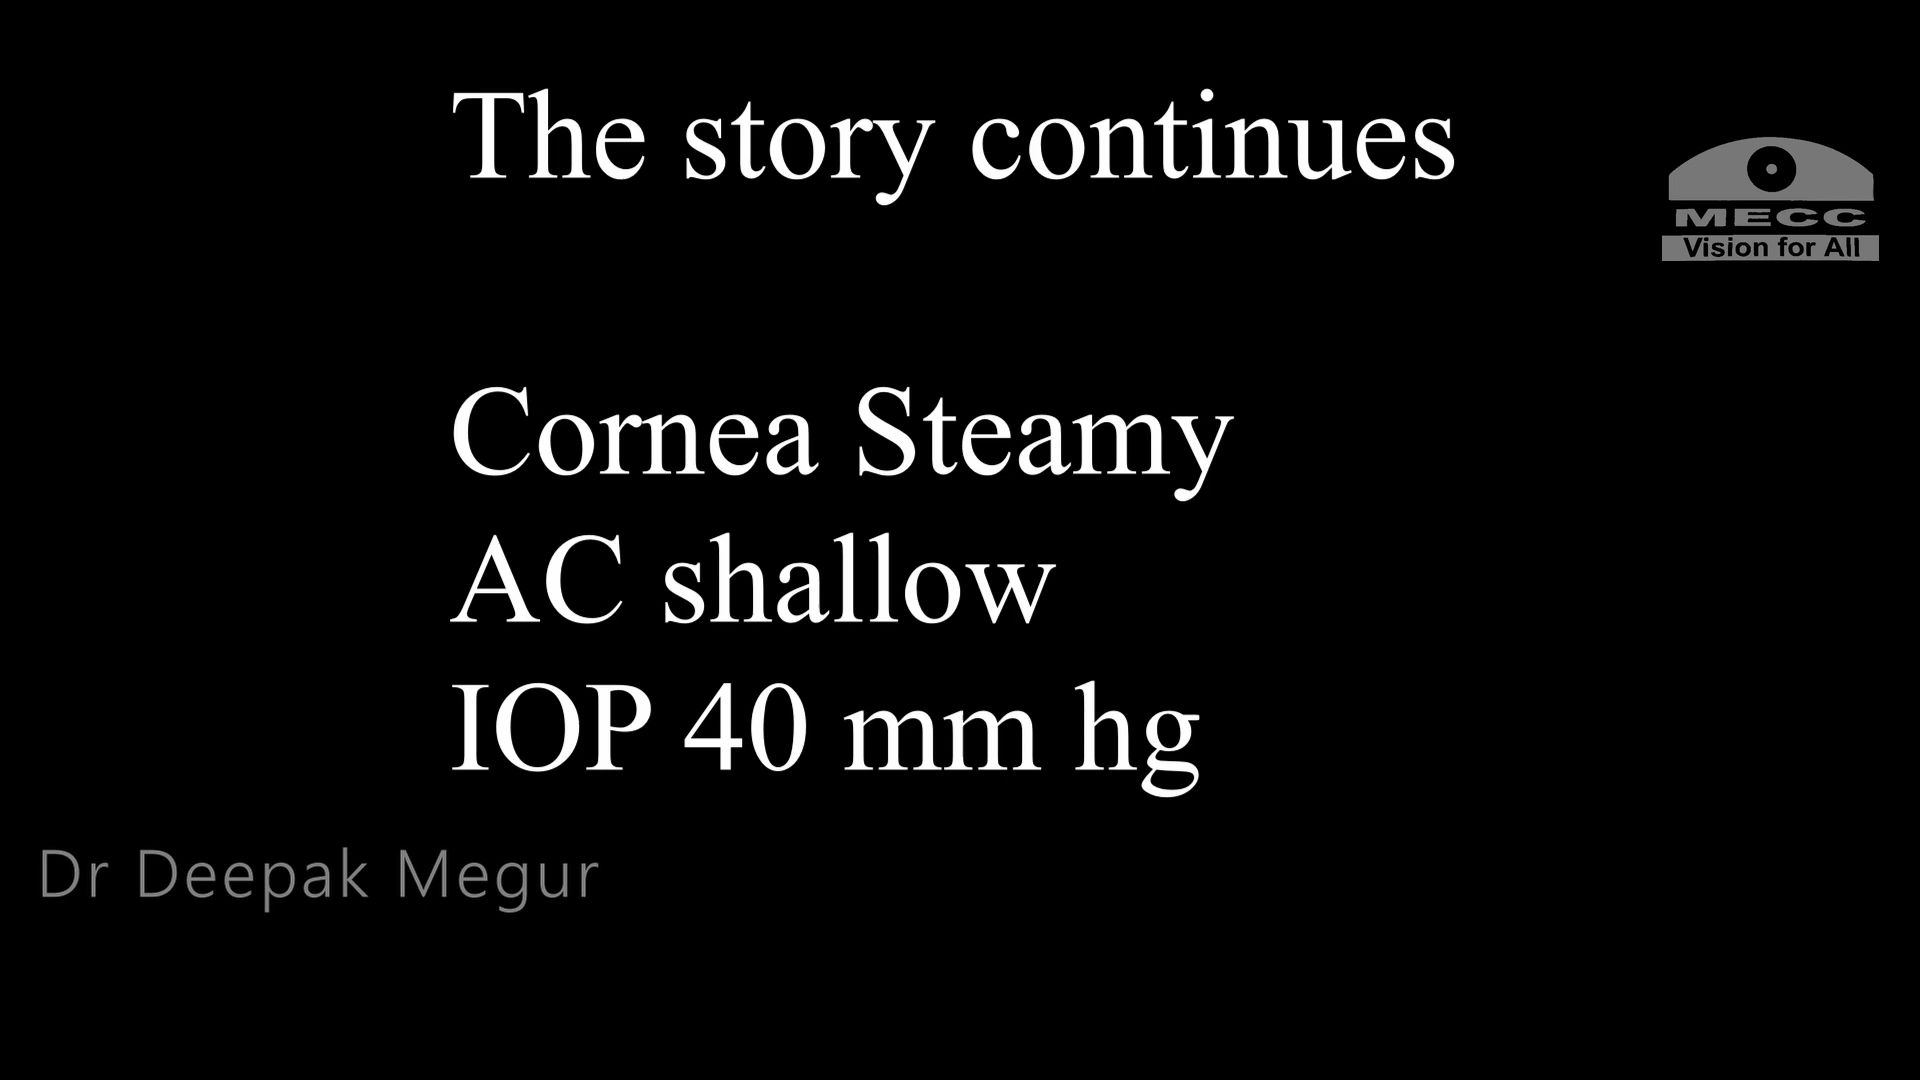 The story continues
MECC
Vision for All
Cornea Steamy
AC shallow
IOP 40 mm hg
Dr Deepak Megur